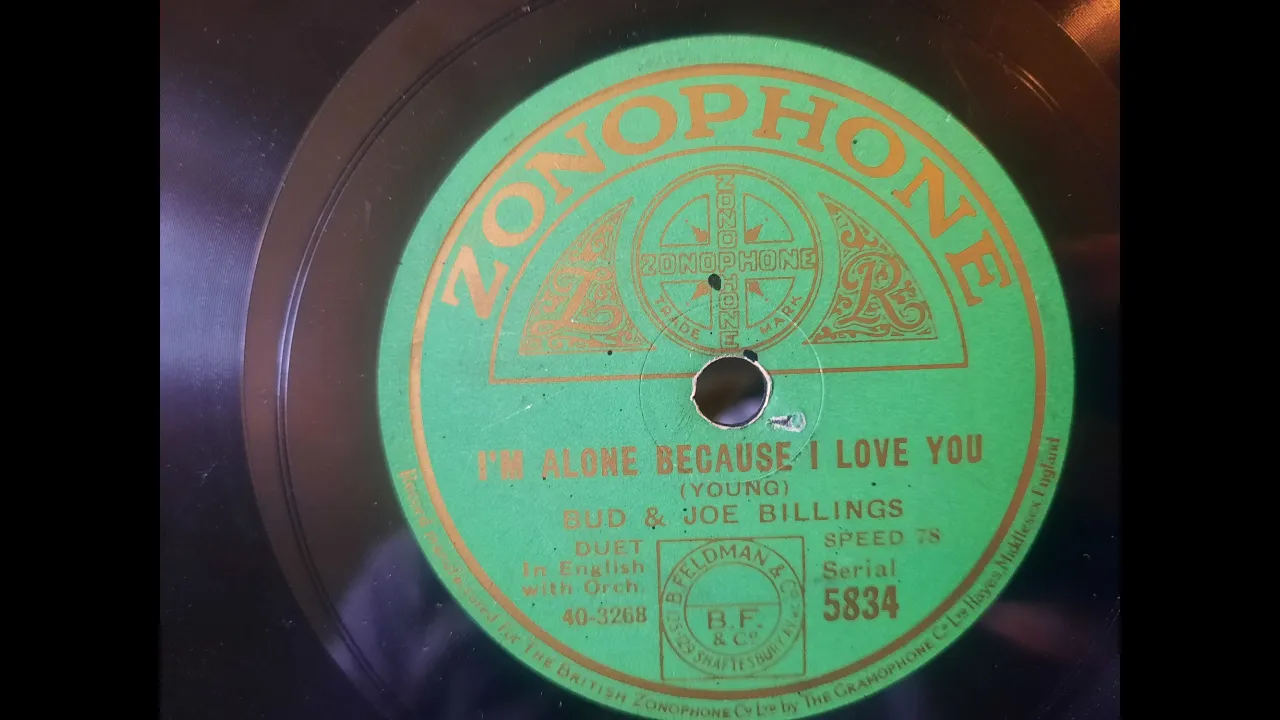 ZONOPHONE
ZONOPHONE
ZONOPHONE
TRADE MARK
Z R
I'M ALONE BECAUSE I LOVE YOU
(YOUNG)
BUD & JOE BILLINGS
DUET
In English
with Orch.
40-3268
SPEED 78
Serial
5834
B. FELDMAN & Cº
B.F.
& Cº
SHAFTESBURY AV.
Record manufactured for THE BRITISH ZONOPHONE Cº Lᵀᴰ by THE GRAMOPHONE Cº Lᵀᴰ Hayes, Middlesex, England